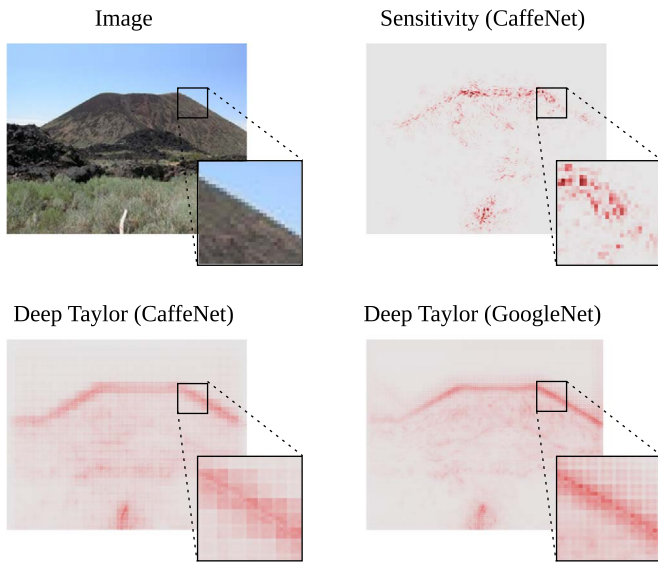 Image
Sensitivity (CaffeNet)
Deep Taylor (CaffeNet)
Deep Taylor (GoogleNet)